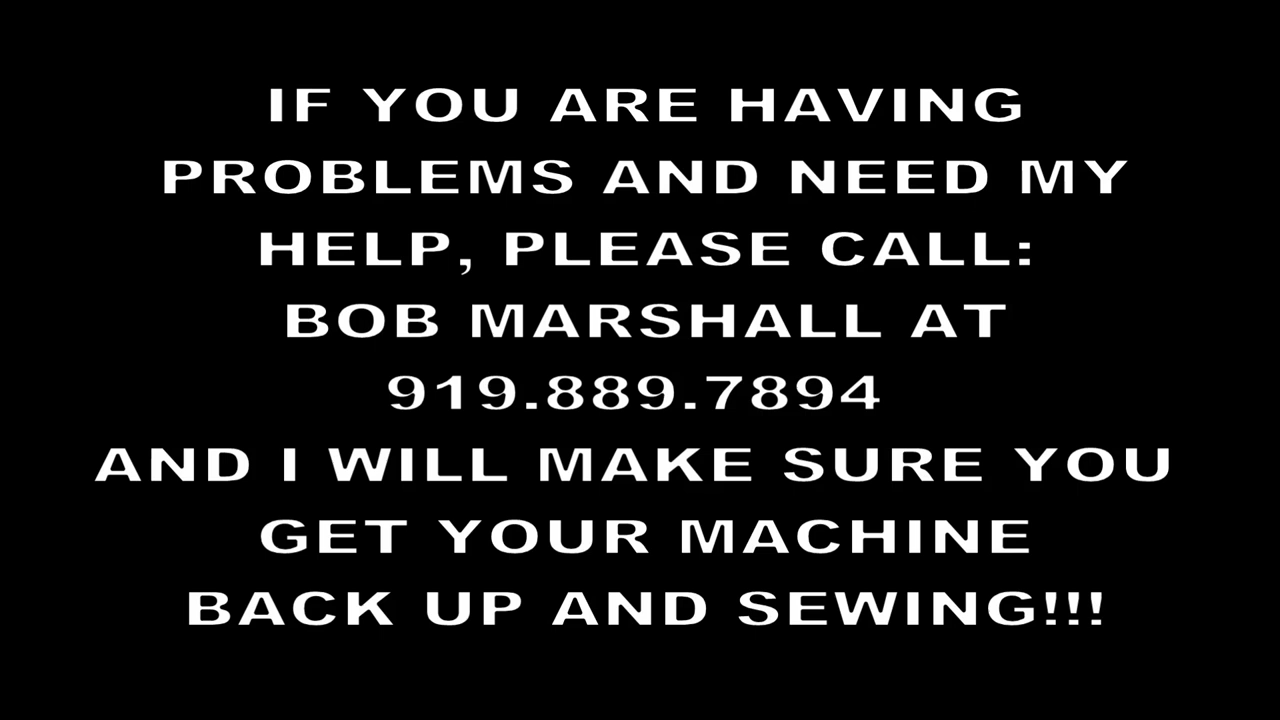 IF YOU ARE HAVING
PROBLEMS AND NEED MY
HELP, PLEASE CALL:
BOB MARSHALL AT
919.889.7894
AND I WILL MAKE SURE YOU
GET YOUR MACHINE
BACK UP AND SEWING!!!